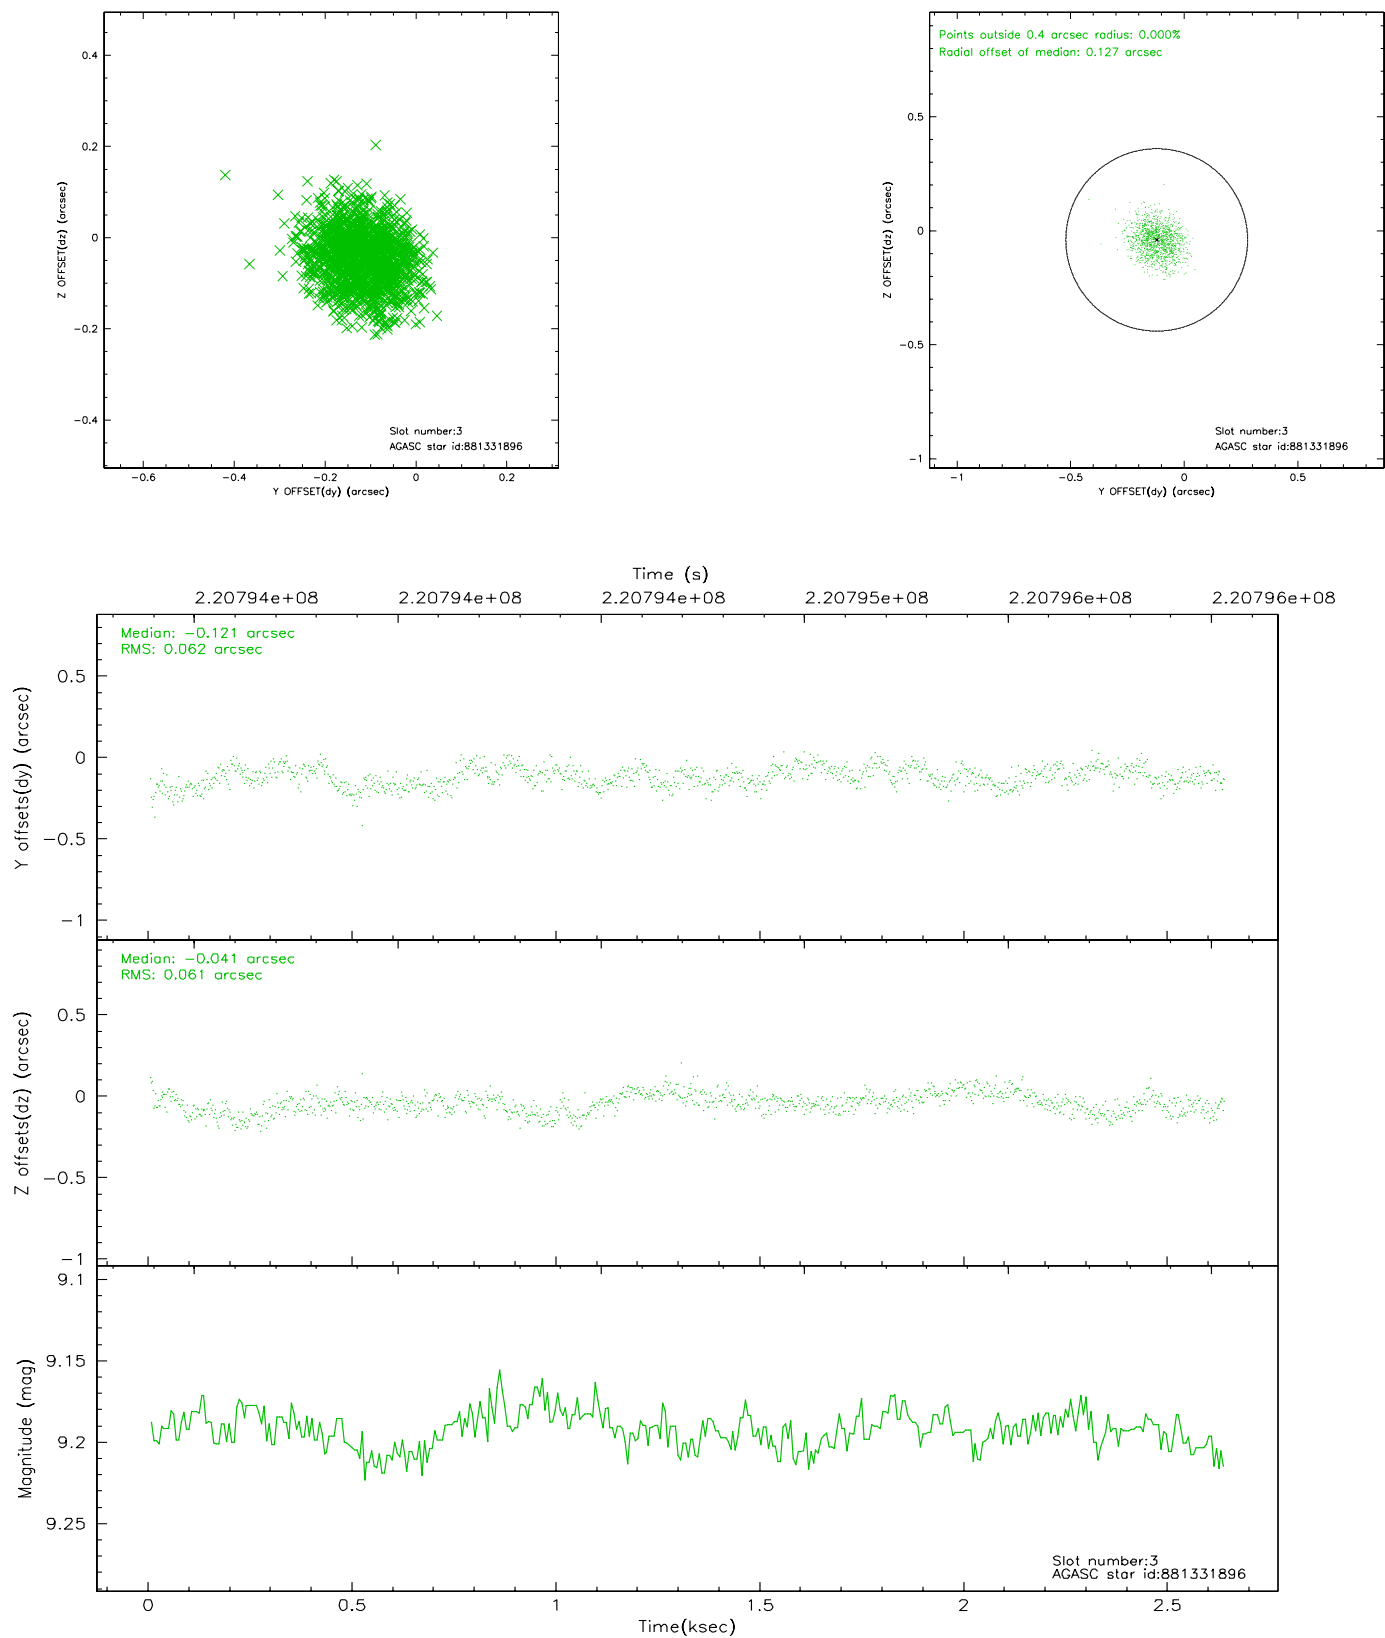 0.4
0.2
0
−0.2
−0.4
Z OFFSET(dz) (arcsec)
Slot number:3
AGASC star id:881331896
−0.6 −0.4 −0.2 0 0.2
Y OFFSET(dy) (arcsec)
Points outside 0.4 arcsec radius: 0.000%
Radial offset of median: 0.127 arcsec
0.5
0
−0.5
−1
Z OFFSET(dz) (arcsec)
Slot number:3
AGASC star id:881331896
−1 −0.5 0 0.5
Y OFFSET(dy) (arcsec)
Time (s)
2.20794e+08 2.20794e+08 2.20794e+08 2.20795e+08 2.20796e+08 2.20796e+08
Median: −0.121 arcsec
RMS: 0.062 arcsec
0.5
0
−0.5
−1
Y offsets(dy) (arcsec)
Median: −0.041 arcsec
RMS: 0.061 arcsec
0.5
0
−0.5
−1
Z offsets(dz) (arcsec)
9.1
9.15
9.2
9.25
Magnitude (mag)
Slot number:3
AGASC star id:881331896
0 0.5 1 1.5 2 2.5
Time(ksec)